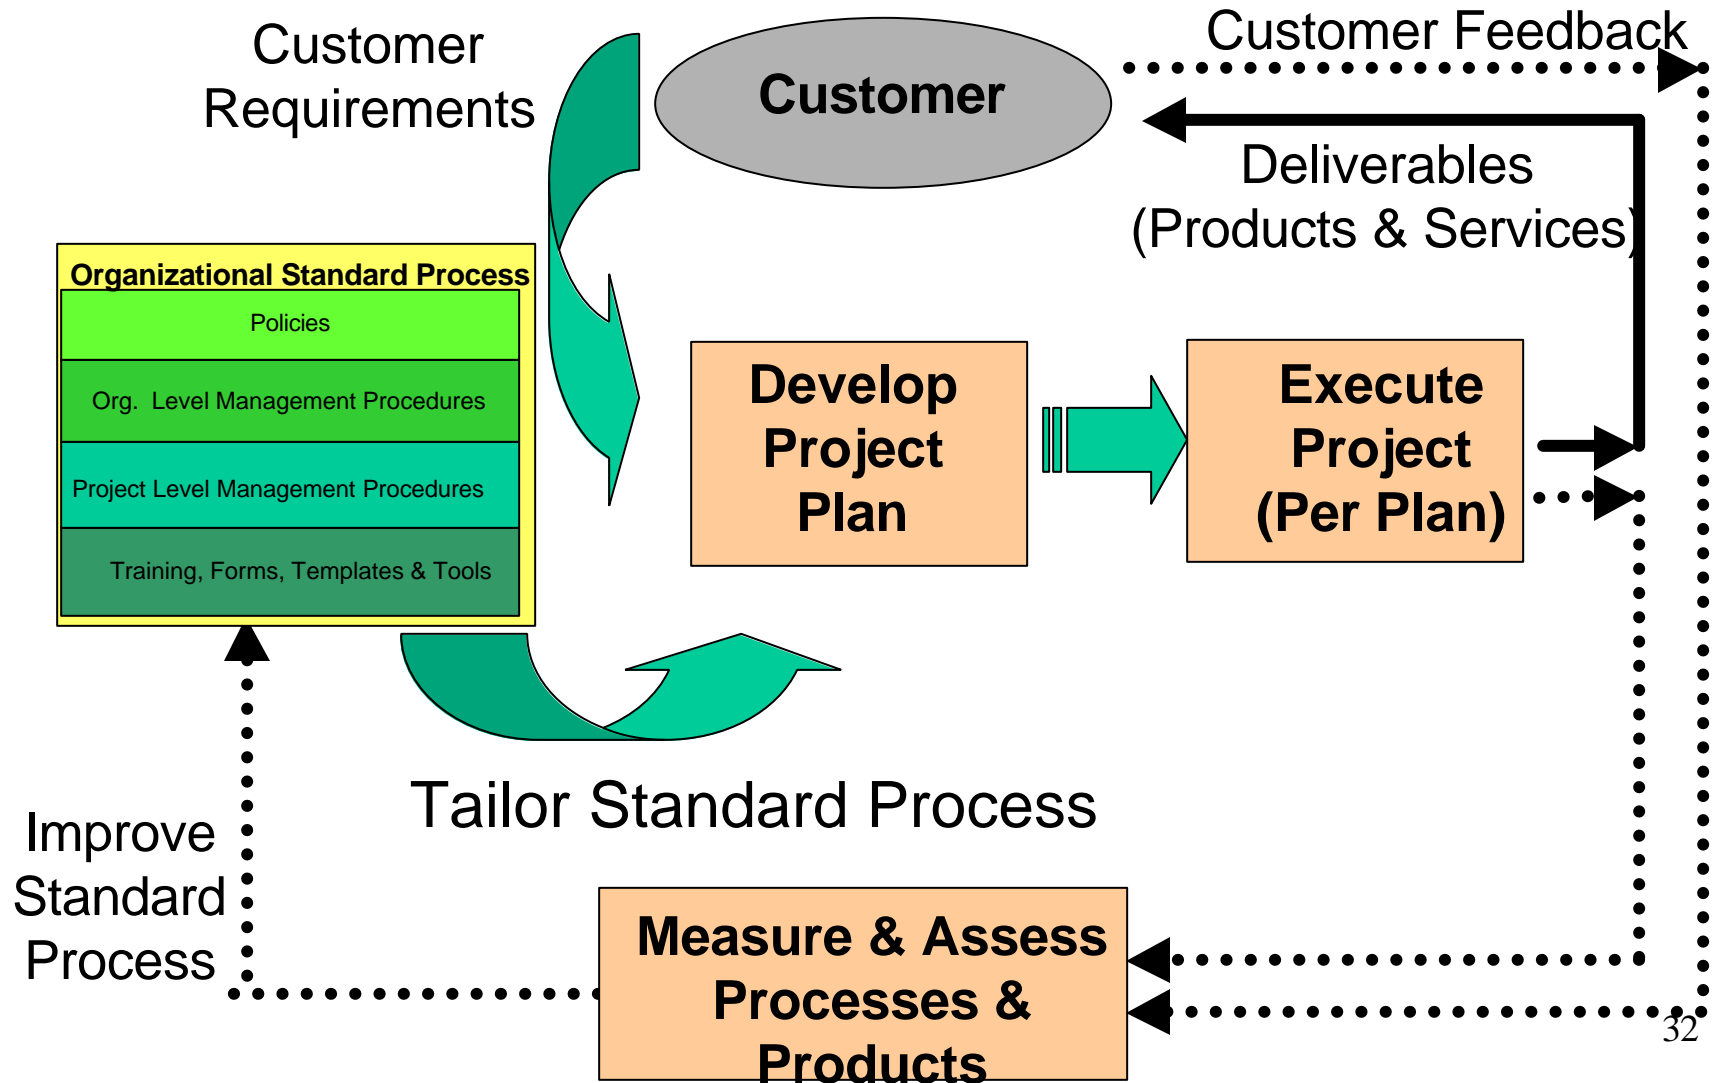 Customer
Requirements
Customer
Customer Feedback
Deliverables
(Products & Services)
Organizational Standard Process
Policies
Org. Level Management Procedures
Project Level Management Procedures
Training, Forms, Templates & Tools
Develop
Project
Plan
Execute
Project
(Per Plan)
Tailor Standard Process
Improve
Standard
Process
Measure & Assess
Processes &
Products
32